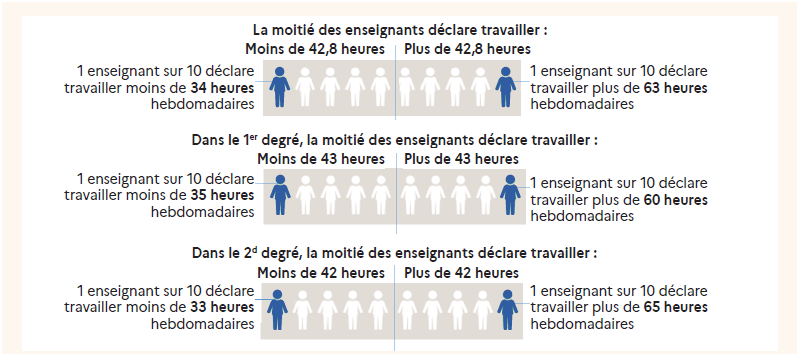 La moitié des enseignants déclare travailler :
Moins de 42,8 heures
Plus de 42,8 heures
1 enseignant sur 10 déclare
travailler moins de 34 heures
hebdomadaires
1 enseignant sur 10 déclare
travailler plus de 63 heures
hebdomadaires
Dans le 1er degré, la moitié des enseignants déclare travailler :
Moins de 43 heures
Plus de 43 heures
1 enseignant sur 10 déclare
travailler moins de 35 heures
hebdomadaires
1 enseignant sur 10 déclare
travailler plus de 60 heures
hebdomadaires
Dans le 2d degré, la moitié des enseignants déclare travailler :
Moins de 42 heures
Plus de 42 heures
1 enseignant sur 10 déclare
travailler moins de 33 heures
hebdomadaires
1 enseignant sur 10 déclare
travailler plus de 65 heures
hebdomadaires